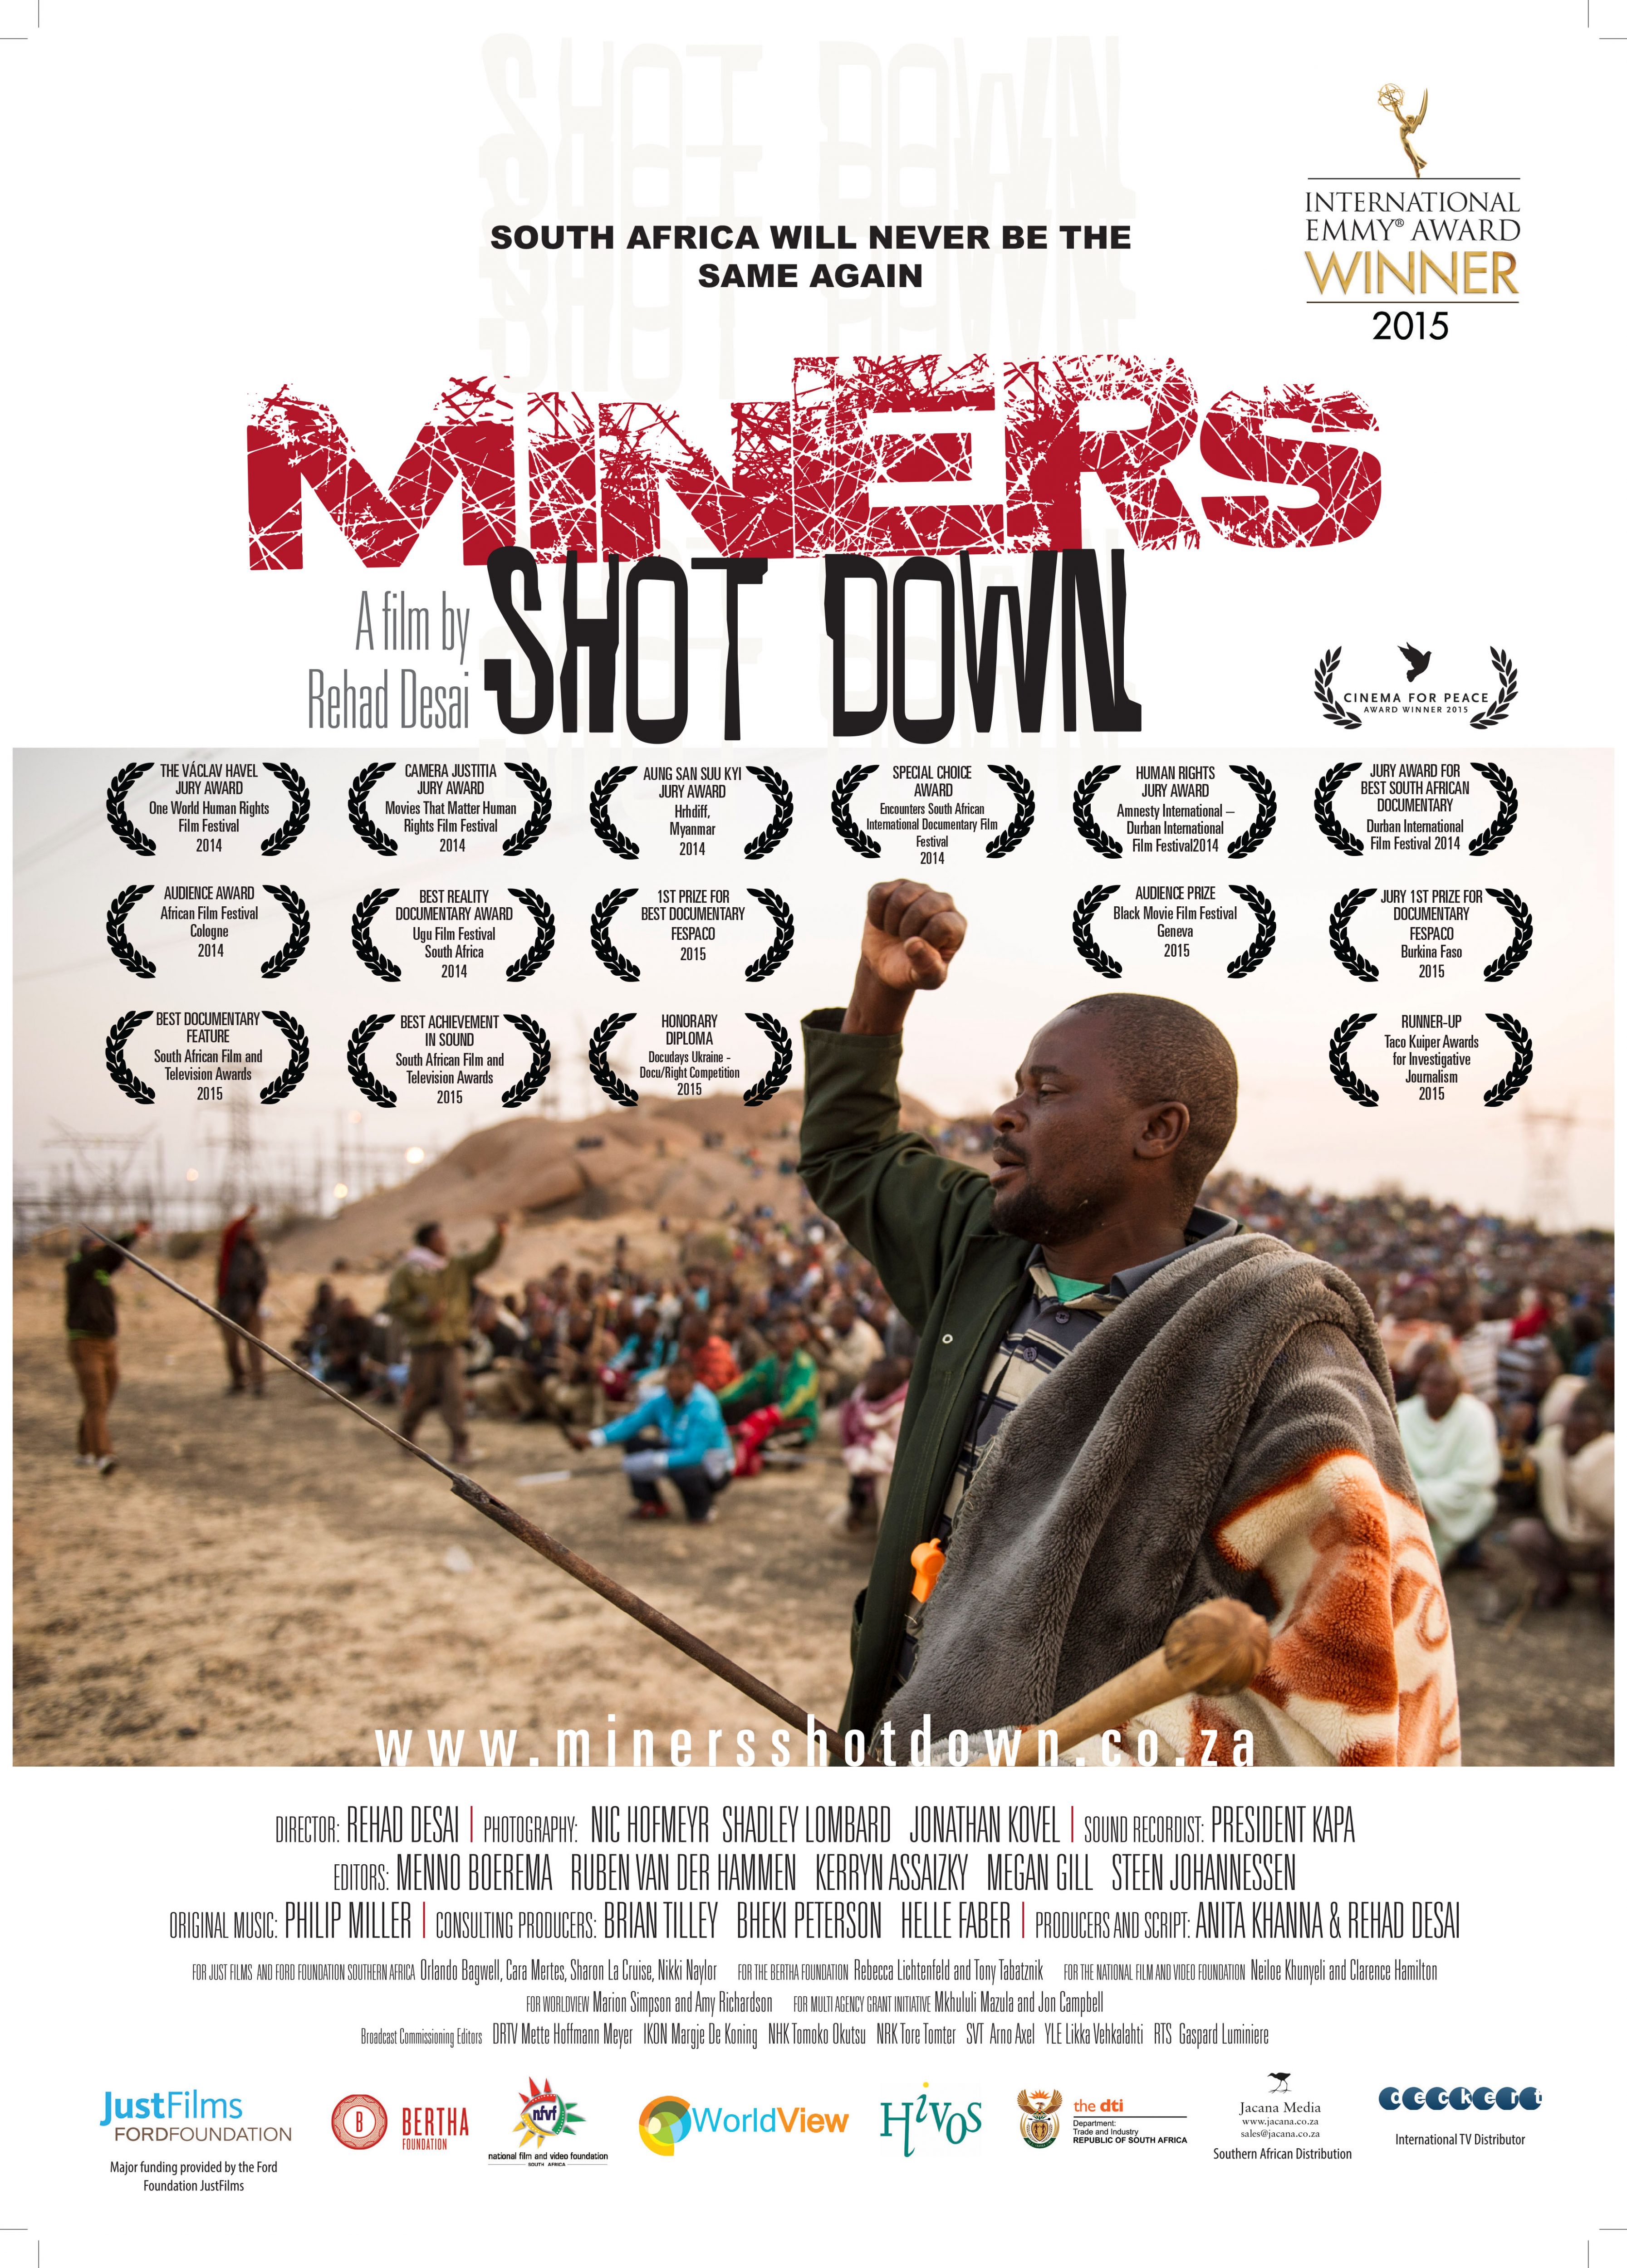 SOUTH AFRICA WILL NEVER BE THE
SAME AGAIN
INTERNATIONAL
EMMY® AWARD
WINNER
2015
MINERS
SHOT DOWN
A film by
Rehad Desai
CINEMA FOR PEACE
AWARD WINNER 2015
THE VÁCLAV HAVEL
JURY AWARD
One World Human Rights
Film Festival
2014
CAMERA JUSTITIA
JURY AWARD
Movies That Matter Human
Rights Film Festival
2014
AUNG SAN SUU KYI
JURY AWARD
Hrhdiff,
Myanmar
2014
SPECIAL CHOICE
AWARD
Encounters South African
International Documentary Film
Festival
2014
HUMAN RIGHTS
JURY AWARD
Amnesty International –
Durban International
Film Festival2014
JURY AWARD FOR
BEST SOUTH AFRICAN
DOCUMENTARY
Durban International
Film Festival 2014
AUDIENCE AWARD
African Film Festival
Cologne
2014
BEST REALITY
DOCUMENTARY AWARD
Ugu Film Festival
South Africa
2014
1ST PRIZE FOR
BEST DOCUMENTARY
FESPACO
2015
AUDIENCE PRIZE
Black Movie Film Festival
Geneva
2015
JURY 1ST PRIZE FOR
DOCUMENTARY
FESPACO
Burkina Faso
2015
BEST DOCUMENTARY
FEATURE
South African Film and
Television Awards
2015
BEST ACHIEVEMENT
IN SOUND
South African Film and
Television Awards
2015
HONORARY
DIPLOMA
Docudays Ukraine -
Docu/Right Competition
2015
RUNNER-UP
Taco Kuiper Awards
for Investigative
Journalism
2015
www.minersshotdown.co.za
DIRECTOR: REHAD DESAI | PHOTOGRAPHY: NIC HOFMEYR SHADLEY LOMBARD JONATHAN KOVEL | SOUND RECORDIST: PRESIDENT KAPA
EDITORS: MENNO BOEREMA RUBEN VAN DER HAMMEN KERRYN ASSAIZKY MEGAN GILL STEEN JOHANNESSEN
ORIGINAL MUSIC: PHILIP MILLER | CONSULTING PRODUCERS: BRIAN TILLEY BHEKI PETERSON HELLE FABER | PRODUCERS AND SCRIPT: ANITA KHANNA & REHAD DESAI
FOR JUST FILMS AND FORD FOUNDATION SOUTHERN AFRICA Orlando Bagwell, Cara Mertes, Sharon La Cruise, Nikki Naylor FOR THE BERTHA FOUNDATION Rebecca Lichtenfeld and Tony Tabatznik FOR THE NATIONAL FILM AND VIDEO FOUNDATION Neiloe Khunyeli and Clarence Hamilton
FOR WORLDVIEW Marion Simpson and Amy Richardson FOR MULTI AGENCY GRANT INITIATIVE Mkhululi Mazula and Jon Campbell
Broadcast Commissioning Editors DRTV Mette Hoffmann Meyer IKON Margje De Koning NHK Tomoko Okutsu NRK Tore Tomter SVT Arno Axel YLE Likka Vehkalahti RTS Gaspard Luminiere
JustFilms
FORDFOUNDATION
Major funding provided by the Ford
Foundation JustFilms
B
BERTHA
FOUNDATION
nfvf
national film and video foundation
SOUTH AFRICA
WorldView
HiVOS
the dti
Department:
Trade and Industry
REPUBLIC OF SOUTH AFRICA
Jacana Media
www.jacana.co.za
sales@jacana.co.za
Southern African Distribution
deckert
International TV Distributor